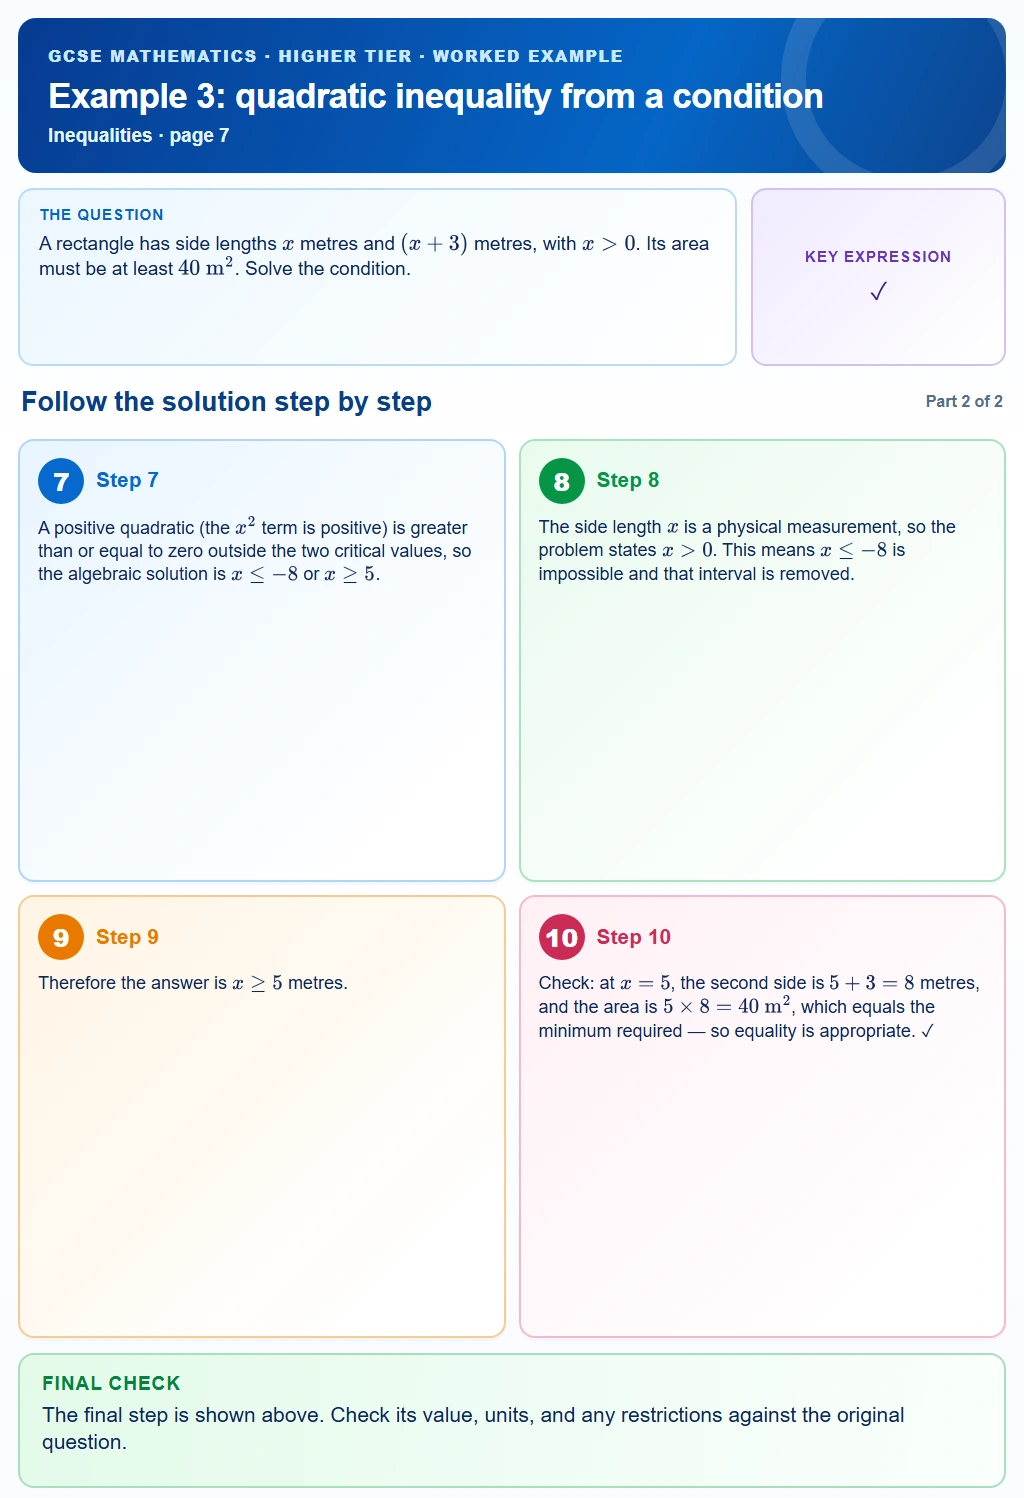 GCSE MATHEMATICS · HIGHER TIER · WORKED EXAMPLE
Example 3: quadratic inequality from a condition
Inequalities · page 7
THE QUESTION
A rectangle has side lengths x metres and (x + 3) metres, with x > 0. Its area
must be at least 40 m². Solve the condition.
KEY EXPRESSION
✓
Follow the solution step by step
Part 2 of 2
7 Step 7
A positive quadratic (the x² term is positive) is greater
than or equal to zero outside the two critical values, so
the algebraic solution is x ≤ −8 or x ≥ 5.
8 Step 8
The side length x is a physical measurement, so the
problem states x > 0. This means x ≤ −8 is
impossible and that interval is removed.
9 Step 9
Therefore the answer is x ≥ 5 metres.
10 Step 10
Check: at x = 5, the second side is 5 + 3 = 8 metres,
and the area is 5 × 8 = 40 m², which equals the
minimum required — so equality is appropriate. ✓
FINAL CHECK
The final step is shown above. Check its value, units, and any restrictions against the original
question.